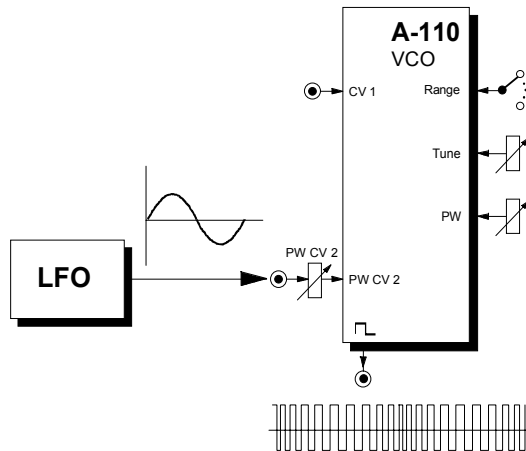 A-110
VCO
CV 1
Range
Tune
PW
PW CV 2
LFO
PW CV 2